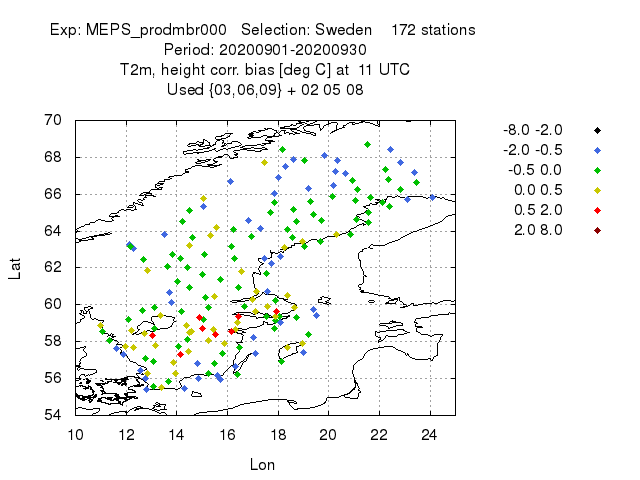 Exp: MEPS_prodmbr000 Selection: Sweden 172 stations
Period: 20200901-20200930
T2m, height corr. bias [deg C] at 11 UTC
Used {03,06,09} + 02 05 08
70
68
66
64
62
60
58
56
54
10 12 14 16 18 20 22 24
Lat
Lon
-8.0 -2.0
-2.0 -0.5
-0.5 0.0
0.0 0.5
0.5 2.0
2.0 8.0